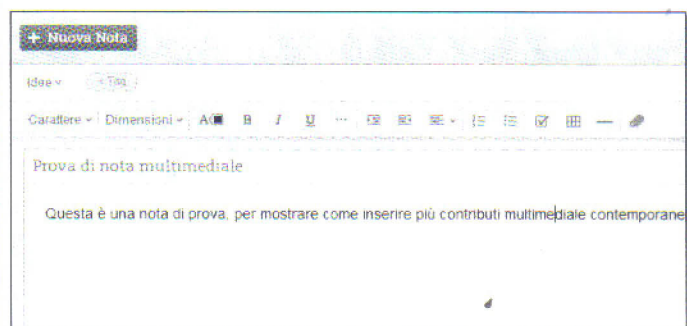 + Nuova Nota
Idee + Tag
Carattere Dimensioni A B I U ...
Prova di nota multimediale
Questa è una nota di prova, per mostrare come inserire più contributi multimediale contemporane